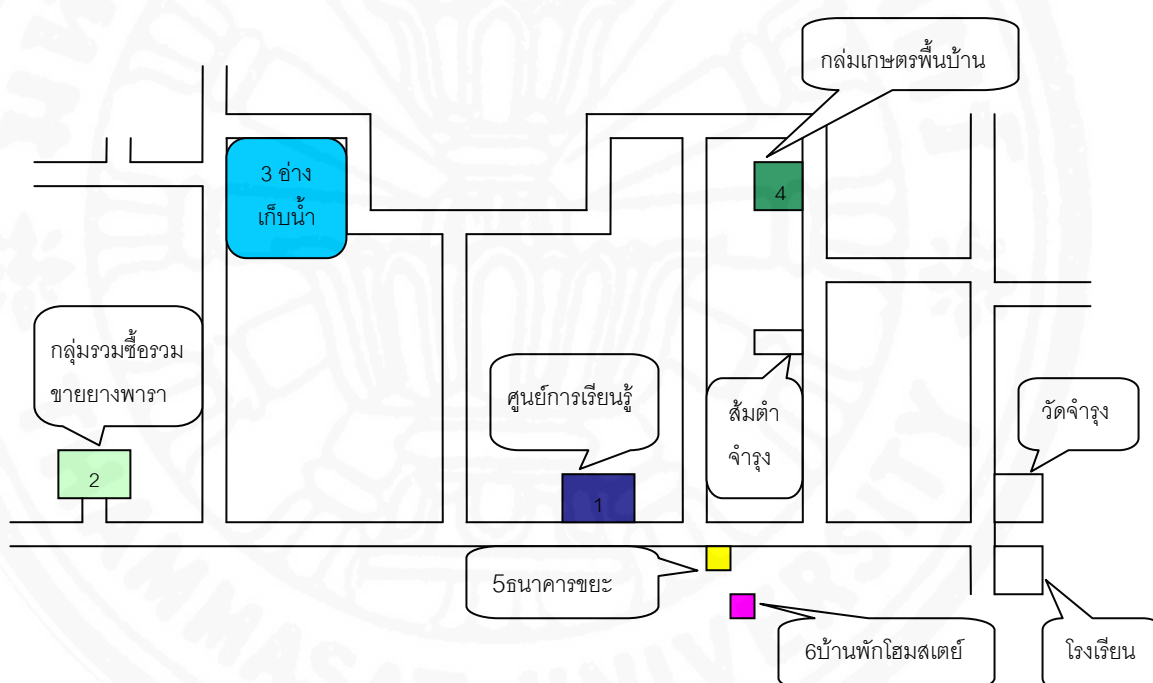 กล่มเกษตรพื้นบ้าน
3 อ่าง
เก็บน้ำ
4
กลุ่มรวมซื้อรวม
ขายยางพารา
ศูนย์การเรียนรู้
ส้มตำ
จำรุง
วัดจำรุง
2
1
5ธนาคารขยะ
6บ้านพักโฮมสเตย์
โรงเรียน